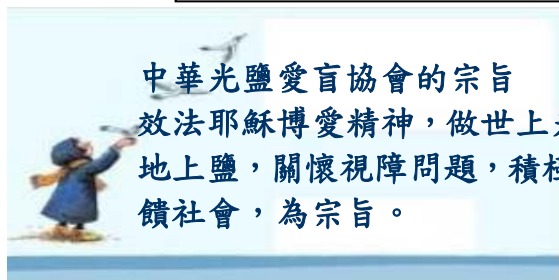 中華光鹽愛盲協會的宗旨
效法耶穌博愛精神，做世上
地上鹽，關懷視障問題，積極
饋社會，為宗旨。